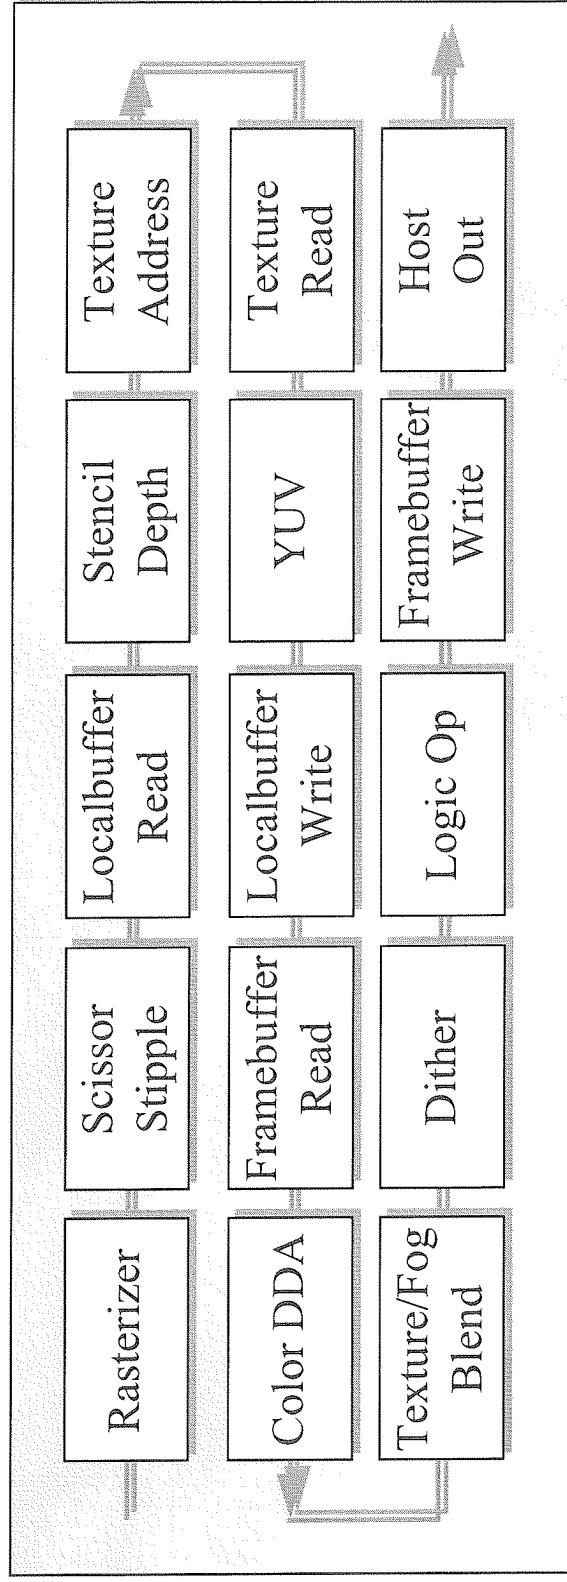 Rasterizer
Scissor
Stipple
Localbuffer
Read
Stencil
Depth
Texture
Address
Color DDA
Framebuffer
Read
Localbuffer
Write
YUV
Texture
Read
Texture/Fog
Blend
Dither
Logic Op
Framebuffer
Write
Host
Out